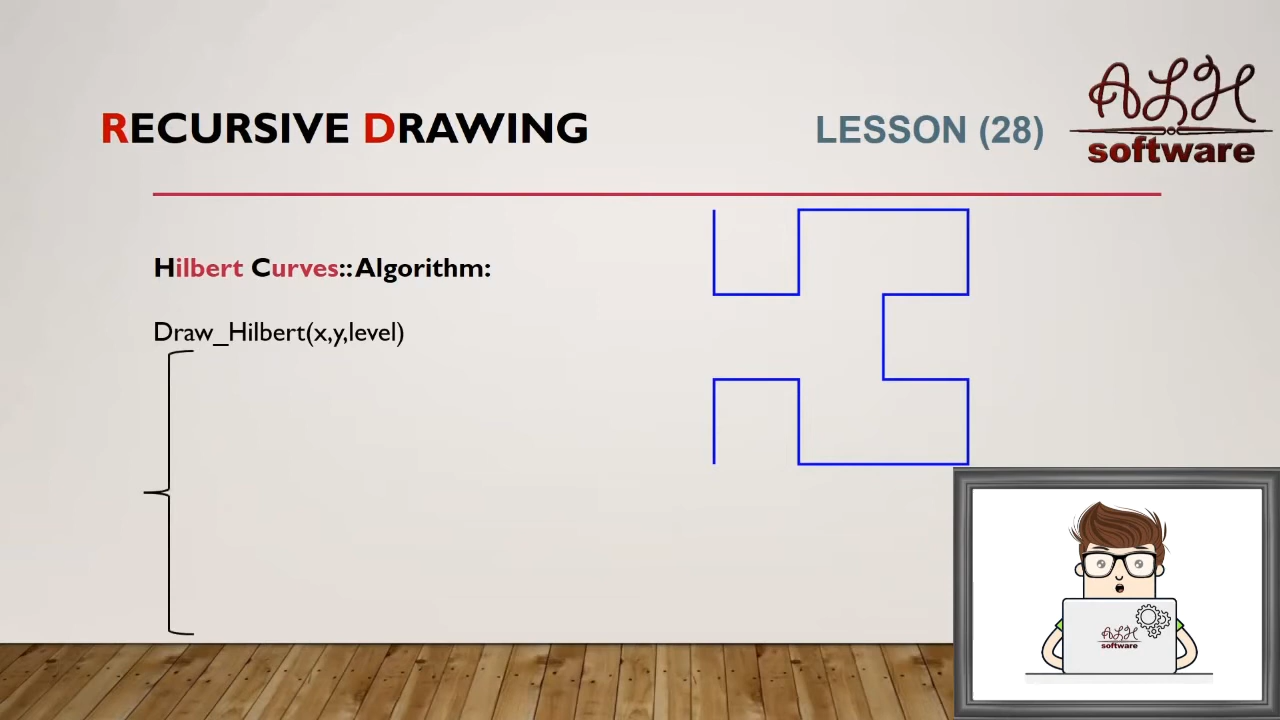 RECURSIVE DRAWING
LESSON (28)
ALH
software
Hilbert Curves::Algorithm:
Draw_Hilbert(x,y,level)
ALH
software